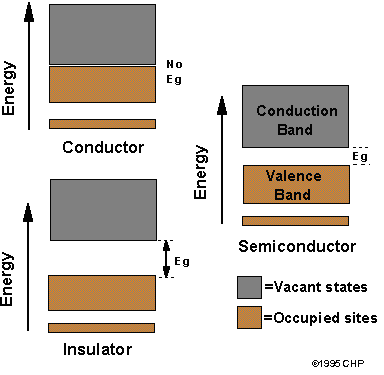 Energy
No
Eg
Conductor
Energy
Conduction
Band
Eg
Valence
Band
Semiconductor
Energy
Eg
Insulator
=Vacant states
=Occupied sites
©1995 CHP